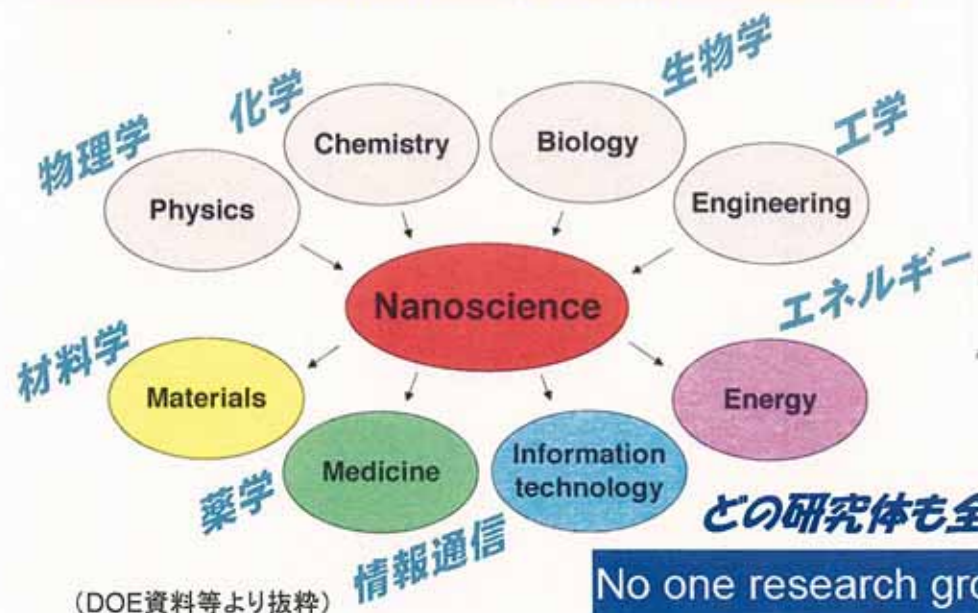 生物学
化学
工学
物理学
Chemistry
Biology
Physics
Engineering
Nanoscience
エネルギー
材料学
Materials
Energy
Medicine
Information
technology
薬学
どの研究体も全
情報通信
No one research gro
(DOE資料等より抜粋)